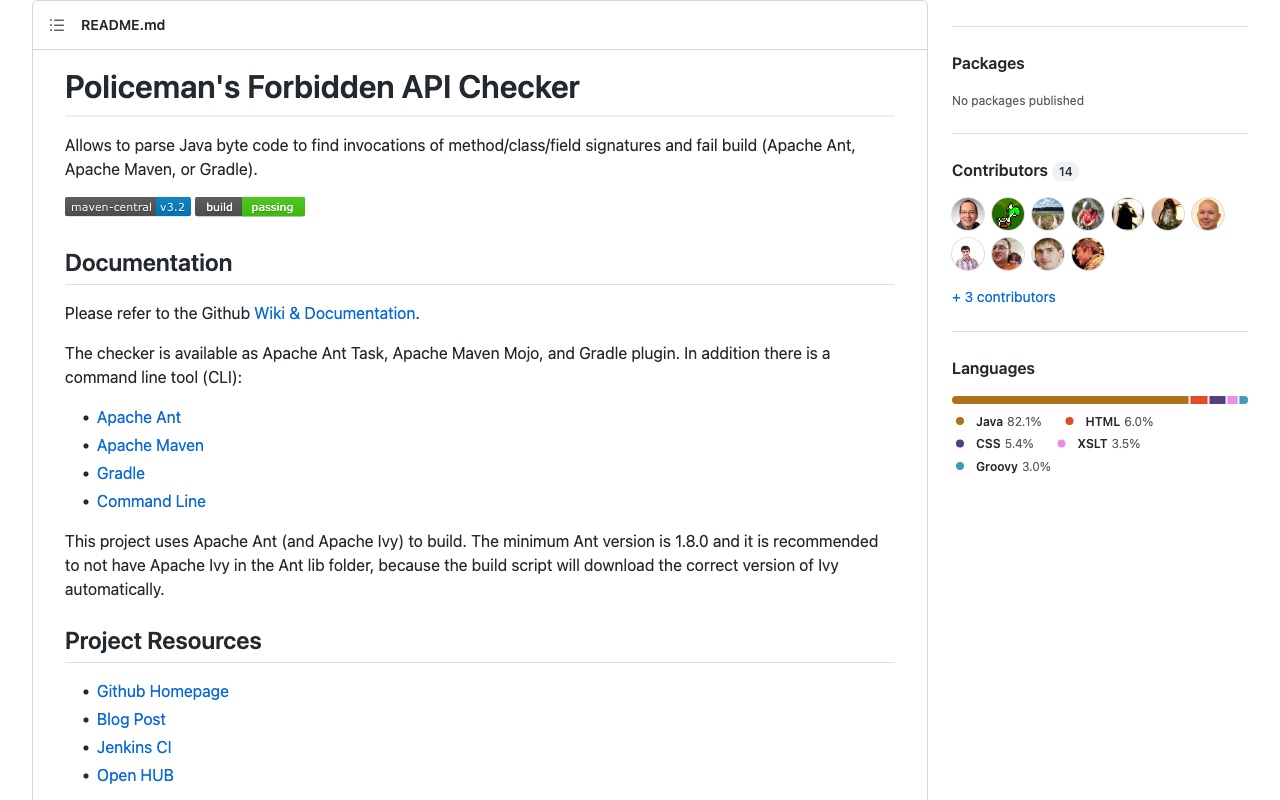 README.md
Policeman's Forbidden API Checker
Allows to parse Java byte code to find invocations of method/class/field signatures and fail build (Apache Ant,
Apache Maven, or Gradle).
maven-central v3.2 build passing
Documentation
Please refer to the Github Wiki & Documentation.
The checker is available as Apache Ant Task, Apache Maven Mojo, and Gradle plugin. In addition there is a
command line tool (CLI):
• Apache Ant
• Apache Maven
• Gradle
• Command Line
This project uses Apache Ant (and Apache Ivy) to build. The minimum Ant version is 1.8.0 and it is recommended
to not have Apache Ivy in the Ant lib folder, because the build script will download the correct version of Ivy
automatically.
Project Resources
• Github Homepage
• Blog Post
• Jenkins CI
• Open HUB
Packages
No packages published
Contributors 14
+ 3 contributors
Languages
Java 82.1% HTML 6.0%
CSS 5.4% XSLT 3.5%
Groovy 3.0%